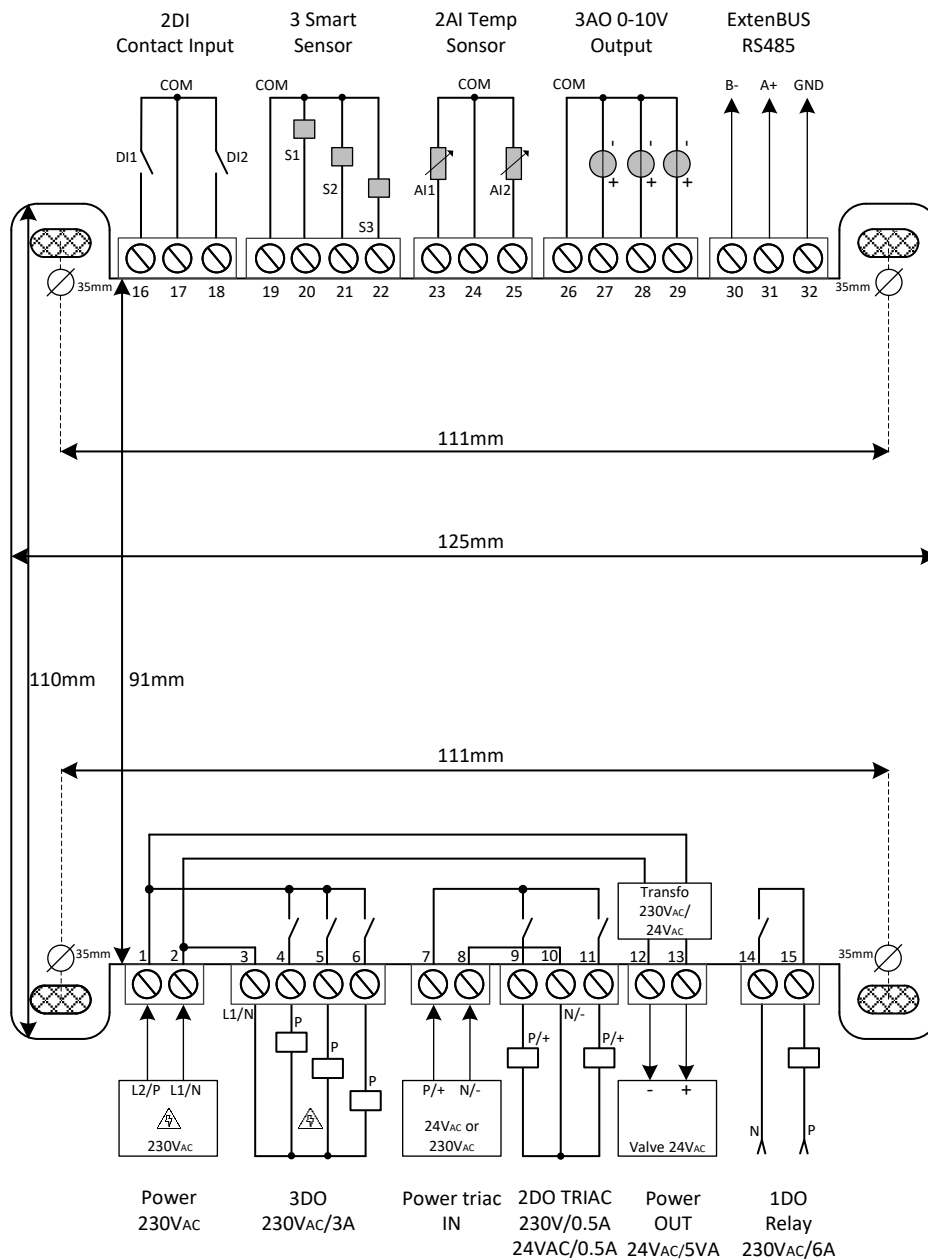 2DI
Contact Input
3 Smart
Sensor
2AI Temp
Sonsor
3AO 0-10V
Output
ExtenBUS
RS485
COM
COM
COM
COM
B-
A+
GND
DI1
DI2
S1
S2
S3
AI1
AI2
-
-
-
+
+
+
35mm
16
17
18
19
20
21
22
23
24
25
26
27
28
29
30
31
32
35mm
111mm
125mm
110mm
91mm
111mm
Transfo
230VAC/
24VAC
35mm
1
2
3
4
5
6
7
8
9
10
11
12
13
14
15
35mm
L1/N
P
P
P
N/-
P/+
P/+
L2/P
L1/N
230VAC
P/+
N/-
24VAC or
230VAC
-
+
Valve 24VAC
N
P
Power
230VAC
3DO
230VAC/3A
Power triac
IN
2DO TRIAC
230V/0.5A
24VAC/0.5A
Power
OUT
24VAC/5VA
1DO
Relay
230VAC/6A